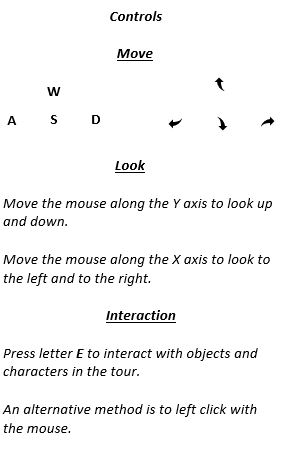 Controls
Move
W
A S D
Look
Move the mouse along the Y axis to look up
and down.
Move the mouse along the X axis to look to
the left and to the right.
Interaction
Press letter E to interact with objects and
characters in the tour.
An alternative method is to left click with
the mouse.